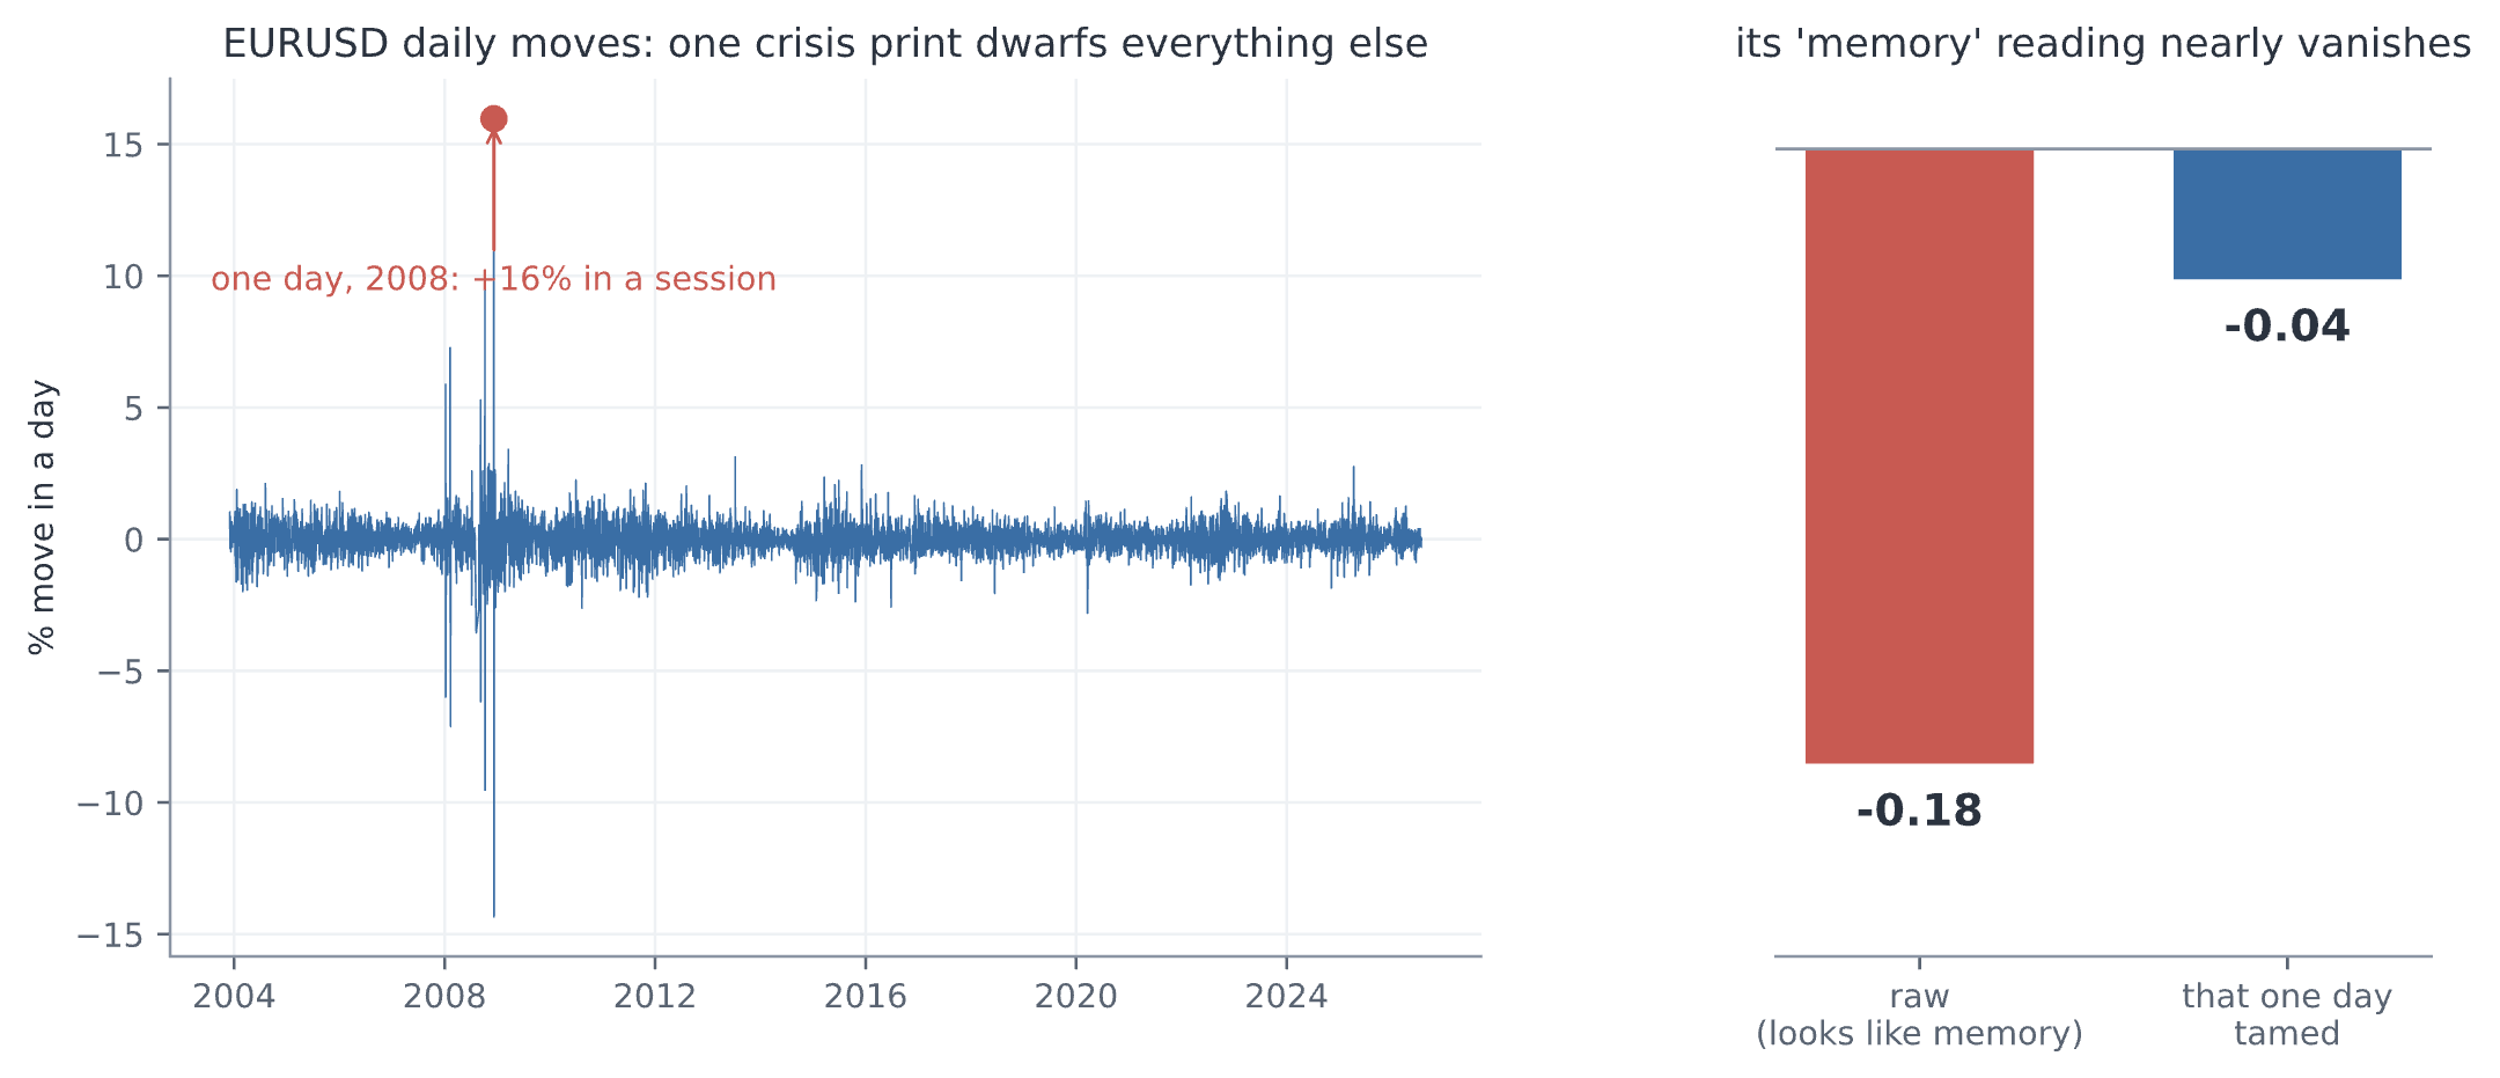 EURUSD daily moves: one crisis print dwarfs everything else
% move in a day
15
10
5
0
−5
−10
−15
one day, 2008: +16% in a session
2004
2008
2012
2016
2020
2024
its 'memory' reading nearly vanishes
-0.18
-0.04
raw
(looks like memory)
that one day
tamed